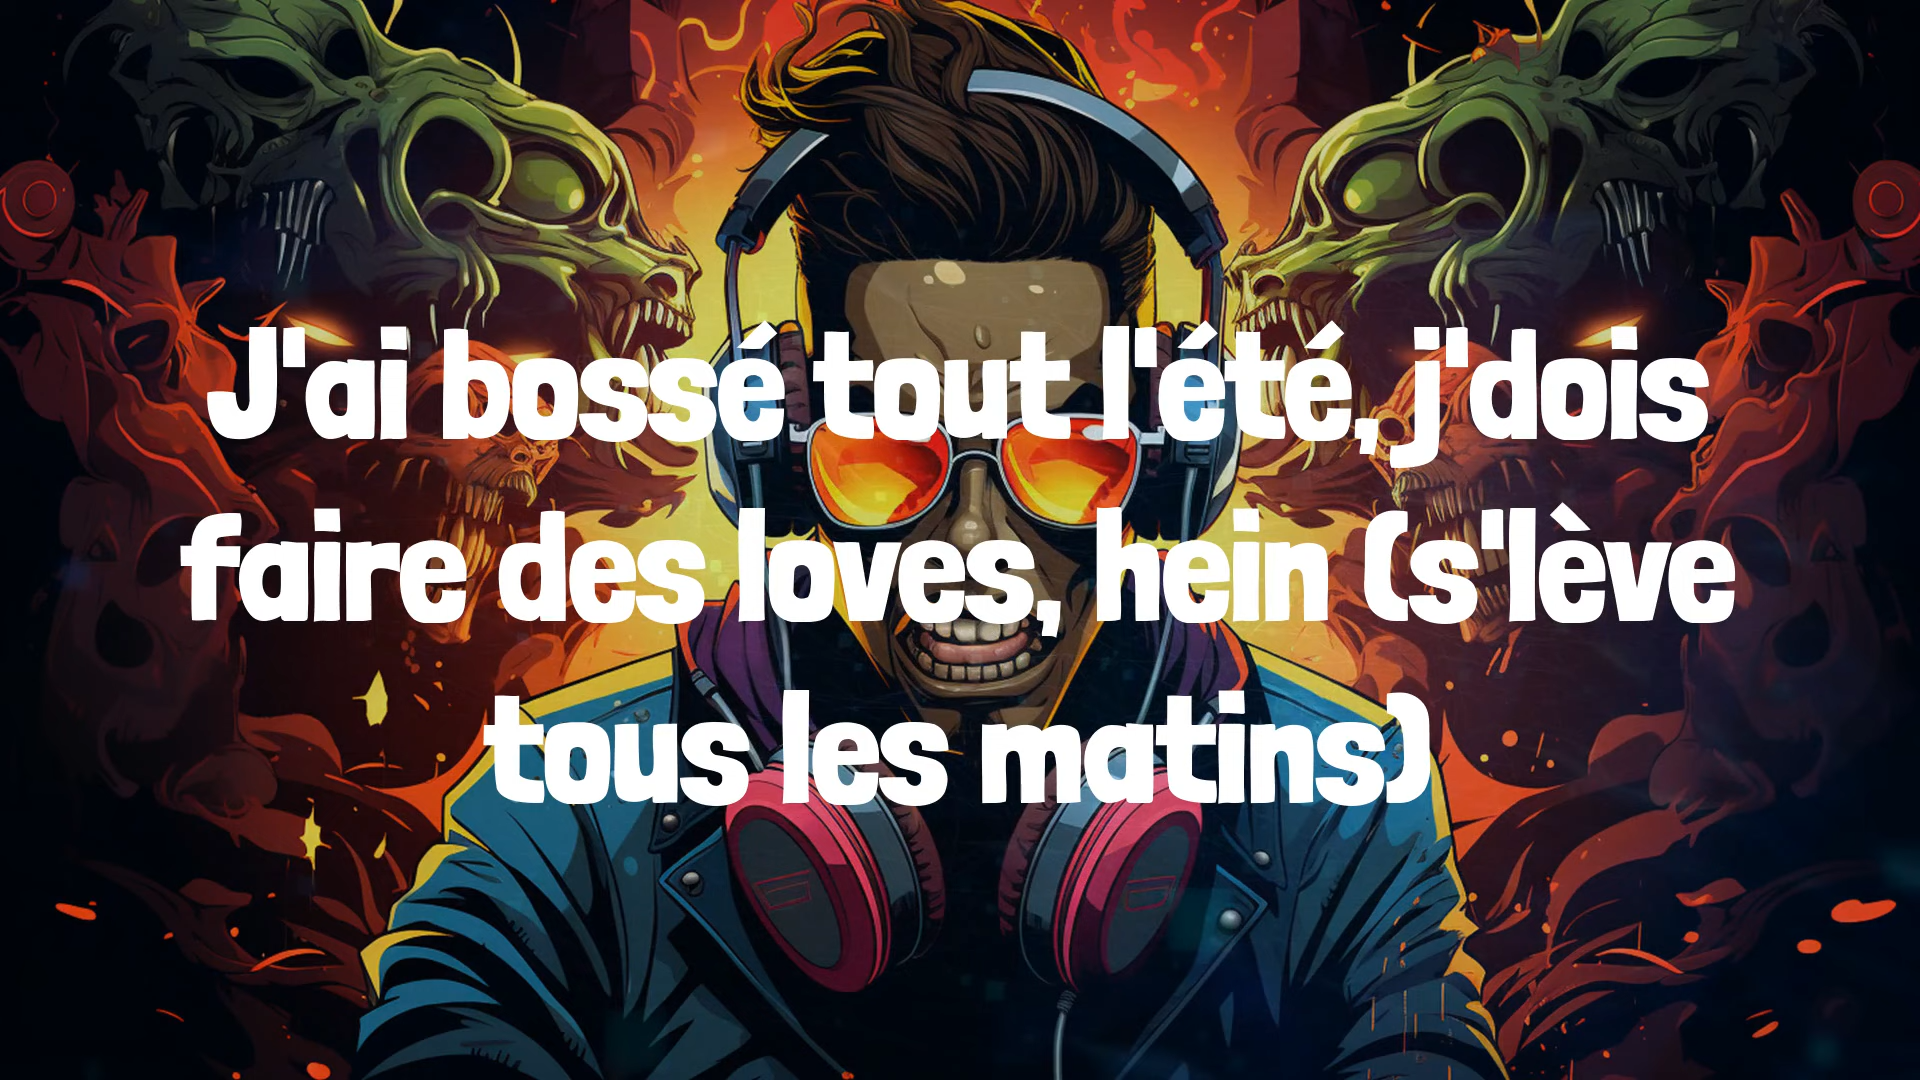 J'ai bossé tout l'été, j'dois
faire des loves, hein (s'lève
tous les matins)